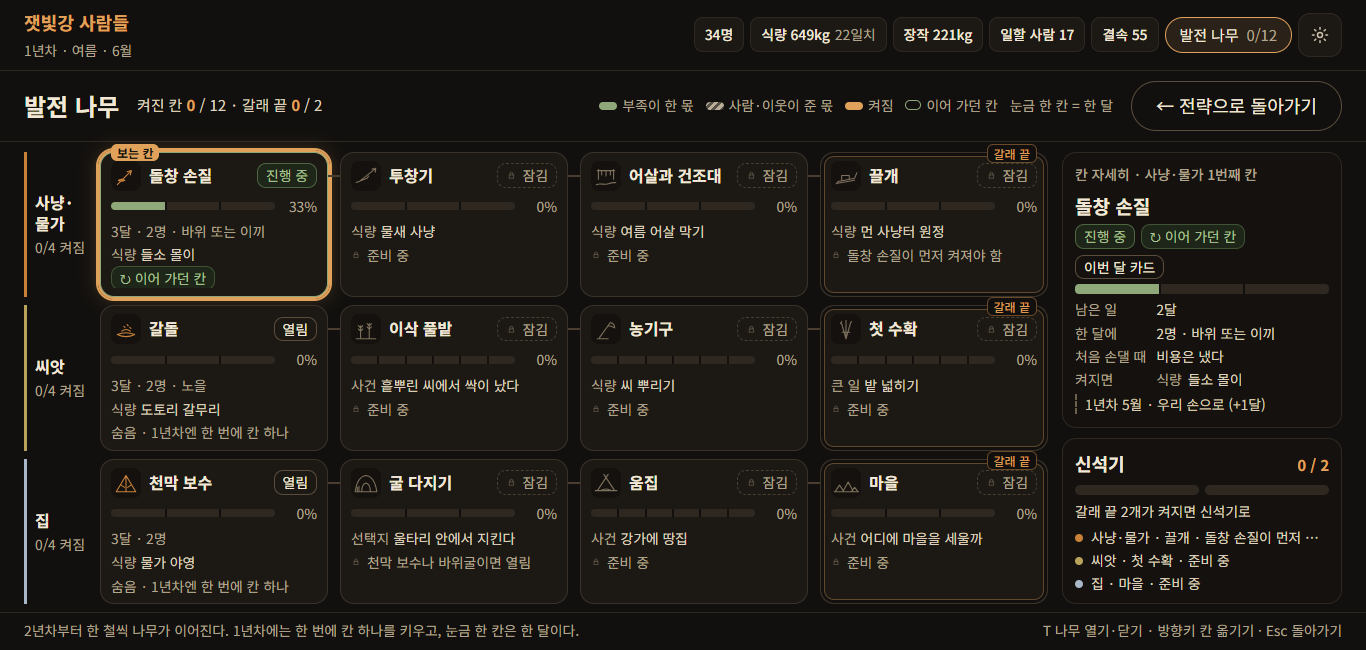 잿빛강 사람들
1년차 · 여름 · 6월
34명
식량 649kg 22일치
장작 221kg
일할 사람 17
결속 55
발전 나무 0/12
발전 나무
켜진 칸 0 / 12 · 갈래 끝 0 / 2
부족이 한 몫
사람·이웃이 준 몫
켜짐
이어 가던 칸
눈금 한 칸 = 한 달
← 전략으로 돌아가기
사냥·
물가
0/4 켜짐
보는 칸
돌창 손질
진행 중
33%
3달 · 2명 · 바위 또는 이끼
식량 들소 몰이
↻ 이어 가던 칸
투창기
잠김
0%
식량 물새 사냥
준비 중
어살과 건조대
잠김
0%
식량 여름 어살 막기
준비 중
갈래 끝
끌개
잠김
0%
식량 먼 사냥터 원정
돌창 손질이 먼저 켜져야 함
씨앗
0/4 켜짐
갈돌
열림
0%
3달 · 2명 · 노을
식량 도토리 갈무리
숨음 · 1년차엔 한 번에 칸 하나
이삭 풀밭
잠김
0%
사건 흩뿌린 씨에서 싹이 났다
준비 중
농기구
잠김
0%
식량 씨 뿌리기
준비 중
갈래 끝
첫 수확
잠김
0%
큰 일 밭 넓히기
준비 중
집
0/4 켜짐
천막 보수
열림
0%
3달 · 2명
식량 물가 야영
숨음 · 1년차엔 한 번에 칸 하나
굴 다지기
잠김
0%
선택지 울타리 안에서 지킨다
천막 보수나 바위굴이면 열림
움집
잠김
0%
사건 강가에 땅집
준비 중
갈래 끝
마을
잠김
0%
사건 어디에 마을을 세울까
준비 중
칸 자세히 · 사냥·물가 1번째 칸
돌창 손질
진행 중
↻ 이어 가던 칸
이번 달 카드
남은 일 2달
한 달에 2명 · 바위 또는 이끼
처음 손댈 때 비용은 냈다
켜지면 식량 들소 몰이
1년차 5월 · 우리 손으로 (+1달)
신석기 0 / 2
갈래 끝 2개가 켜지면 신석기로
사냥·물가 · 끌개 · 돌창 손질이 먼저 ⋯
씨앗 · 첫 수확 · 준비 중
집 · 마을 · 준비 중
2년차부터 한 철씩 나무가 이어진다. 1년차에는 한 번에 칸 하나를 키우고, 눈금 한 칸은 한 달이다.
T 나무 열기·닫기 · 방향키 칸 옮기기 · Esc 돌아가기